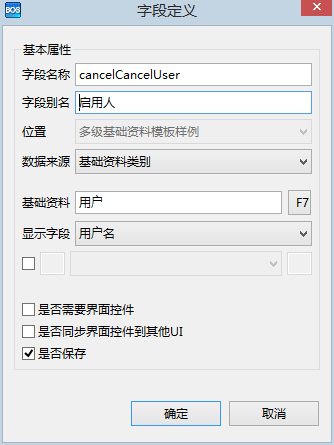 BOS 字段定义
基本属性
字段名称 cancelCancelUser
字段别名 启用人
位置 多级基础资料模板样例
数据来源 基础资料类别
基础资料 用户 F7
显示字段 用户名
是否需要界面控件
是否同步界面控件到其他UI
是否保存
确定 取消